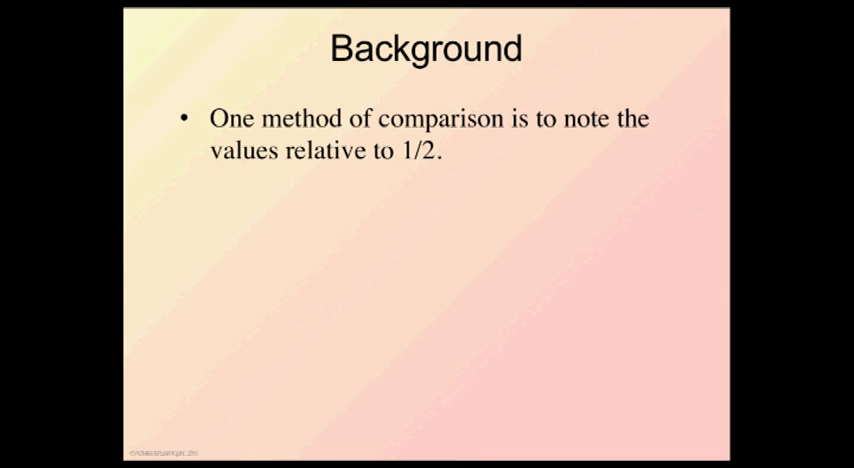 Background
• One method of comparison is to note the
values relative to 1/2.